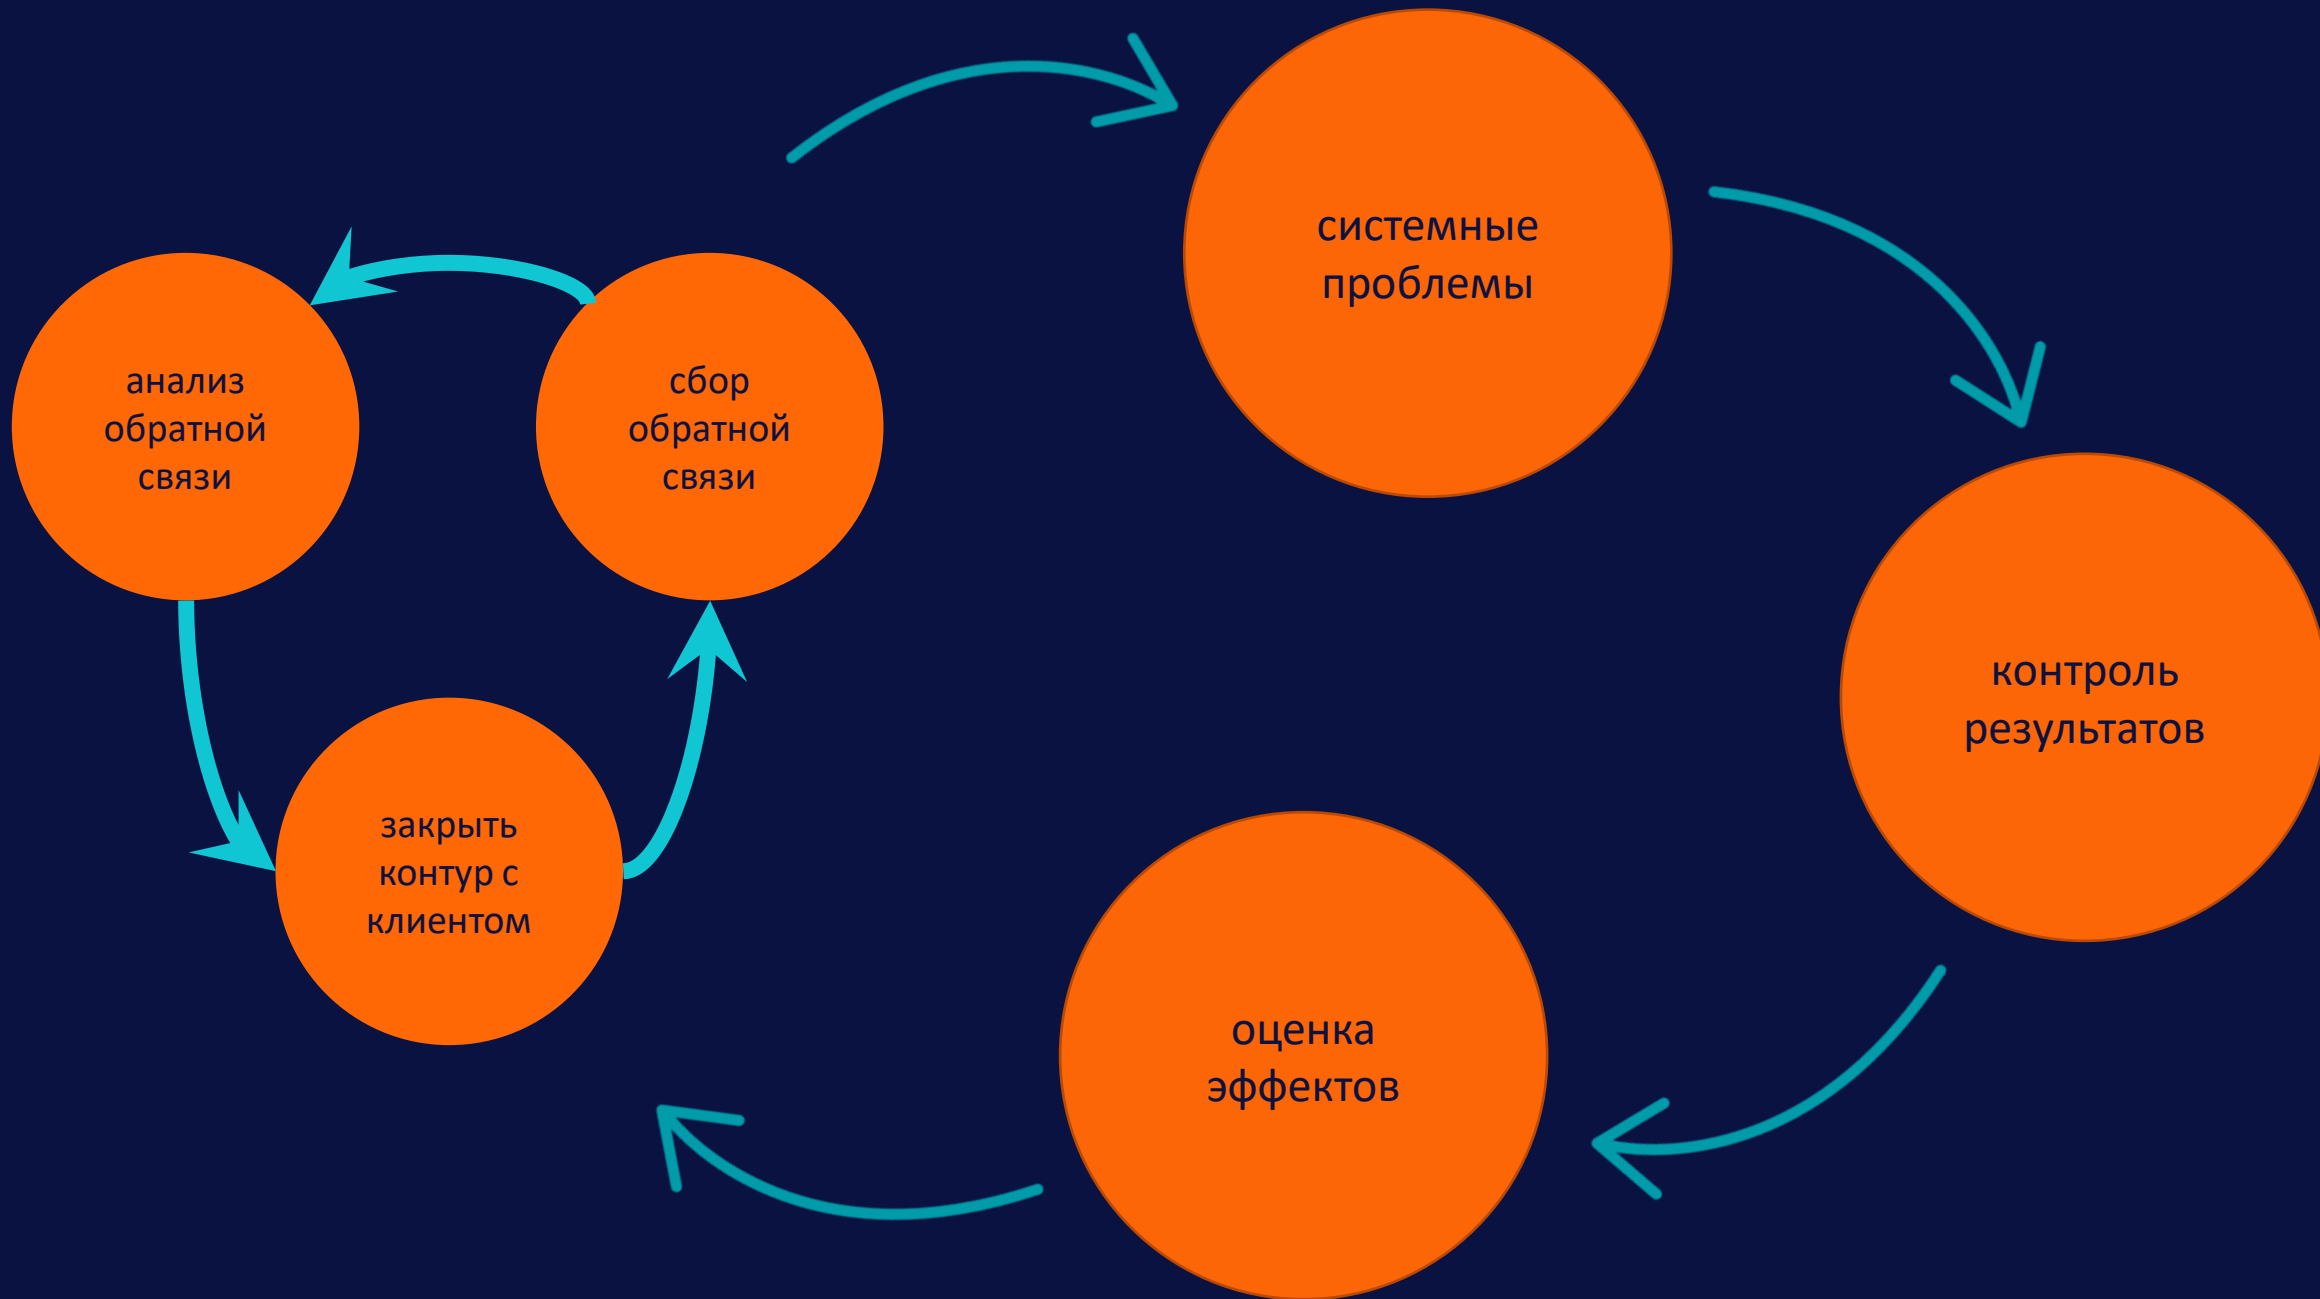 системные
проблемы
анализ
обратной
связи
сбор
обратной
связи
контроль
результатов
закрыть
контур с
клиентом
оценка
эффектов